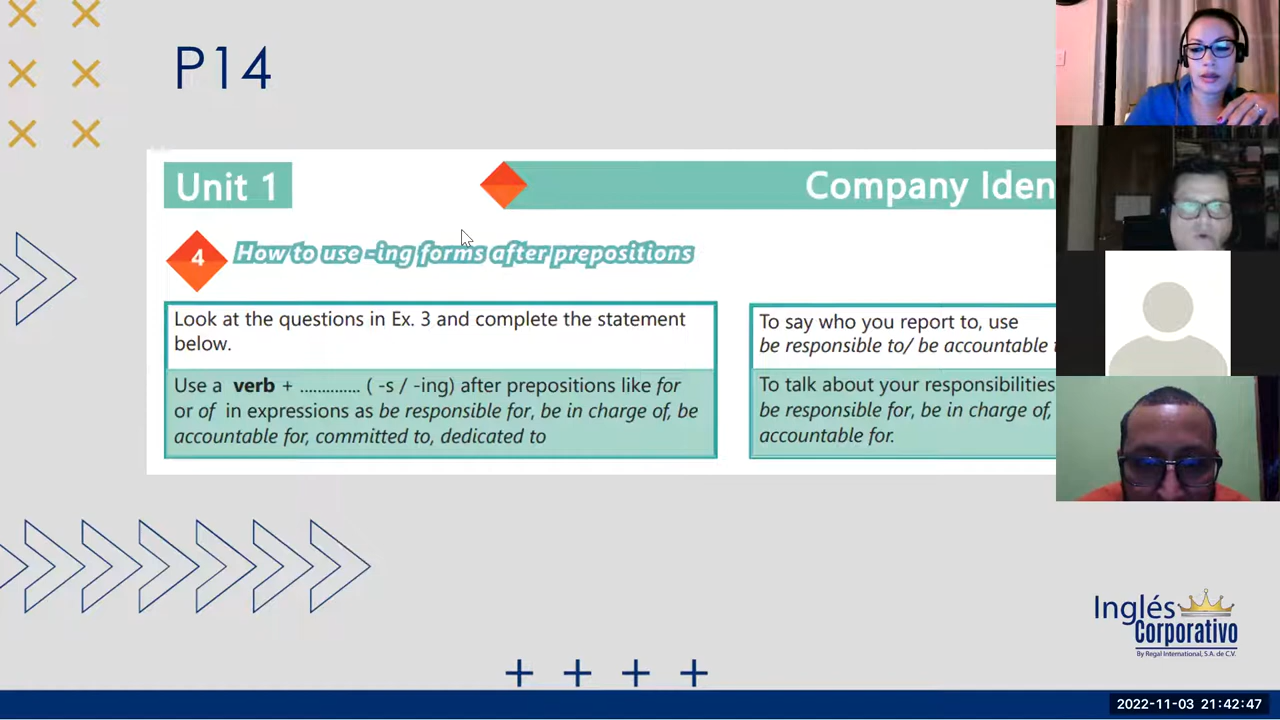 P14
Unit 1
Company Iden
4
How to use -ing forms after prepositions
Look at the questions in Ex. 3 and complete the statement
below.
Use a verb + .............. ( -s / -ing) after prepositions like for
or of in expressions as be responsible for, be in charge of, be
accountable for, committed to, dedicated to
To say who you report to, use
be responsible to/ be accountable
To talk about your responsibilities
be responsible for, be in charge of,
accountable for.
Inglés
Corporativo
By Regal International, S.A. de C.V.
2022-11-03 21:42:47